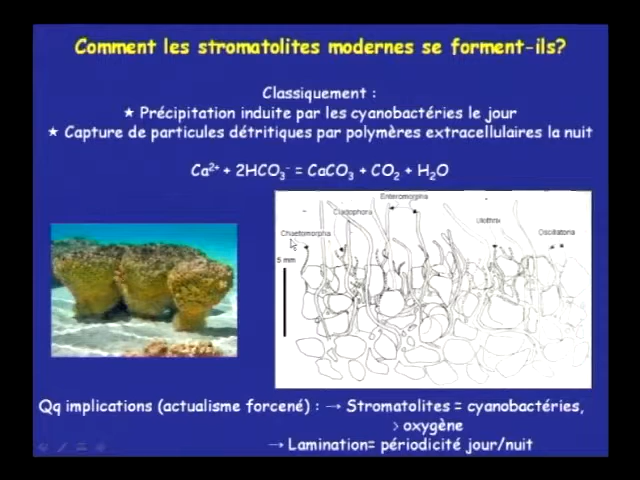 Comment les stromatolites modernes se forment-ils?
Classiquement :
★ Précipitation induite par les cyanobactéries le jour
★ Capture de particules détritiques par polymères extracellulaires la nuit
Ca²⁺ + 2HCO₃⁻ = CaCO₃ + CO₂ + H₂O
Enteromorpha
Cladophora
Ulothrix
Chaetomorpha
Oscillatoria
5 mm
Qq implications (actualisme forcené) : → Stromatolites = cyanobactéries,
> oxygène
→ Lamination= périodicité jour/nuit